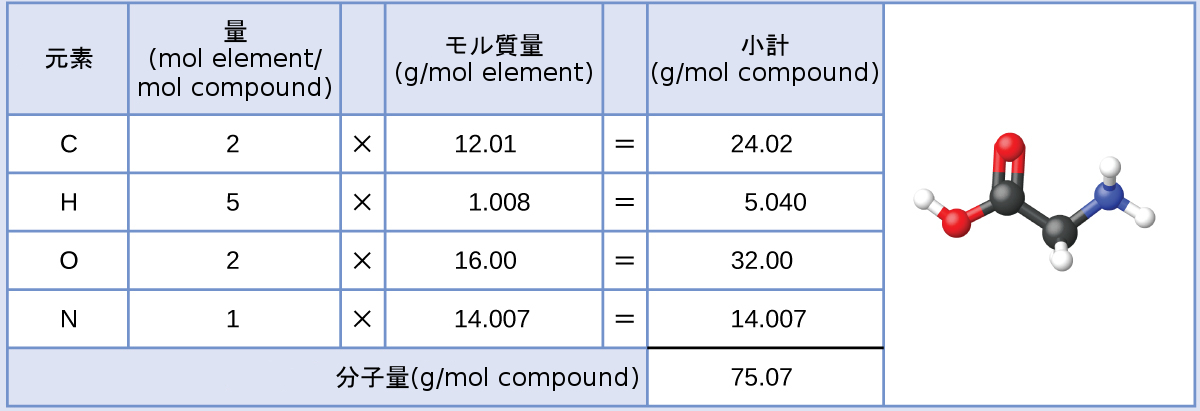 元素
量
(mol element/
mol compound)
モル質量
(g/mol element)
小計
(g/mol compound)
C 2 × 12.01 = 24.02
H 5 × 1.008 = 5.040
O 2 × 16.00 = 32.00
N 1 × 14.007 = 14.007
分子量(g/mol compound) 75.07